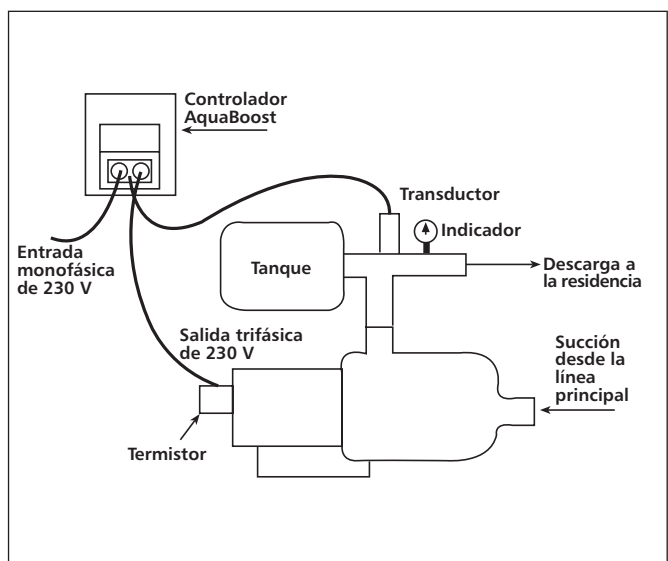 Controlador
AquaBoost
Transductor
Indicador
Entrada
monofásica
de 230 V
Tanque
Descarga a
la residencia
Salida trifásica
de 230 V
Succión
desde la
línea
principal
Termistor